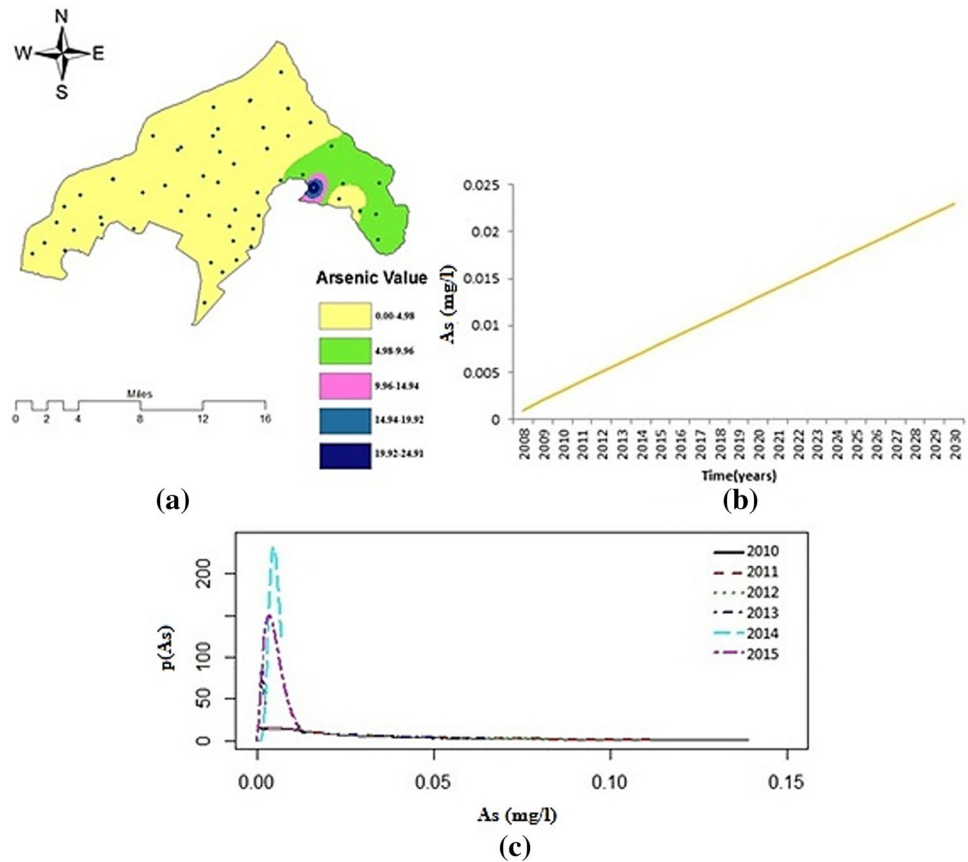 N
W E
S
Arsenic Value
0.00-4.98
4.98-9.96
9.96-14.94
14.94-19.92
19.92-24.91
Miles
0 2 4 8 12 16
(a)
0.025
0.02
0.015
0.01
0.005
0
As (mg/l)
2008 2009 2010 2011 2012 2013 2014 2015 2016 2017 2018 2019 2020 2021 2022 2023 2024 2025 2026 2027 2028 2029 2030
Time(years)
(b)
p(As)
200
100
50
0
2010
2011
2012
2013
2014
2015
0.00 0.05 0.10 0.15
As (mg/l)
(c)